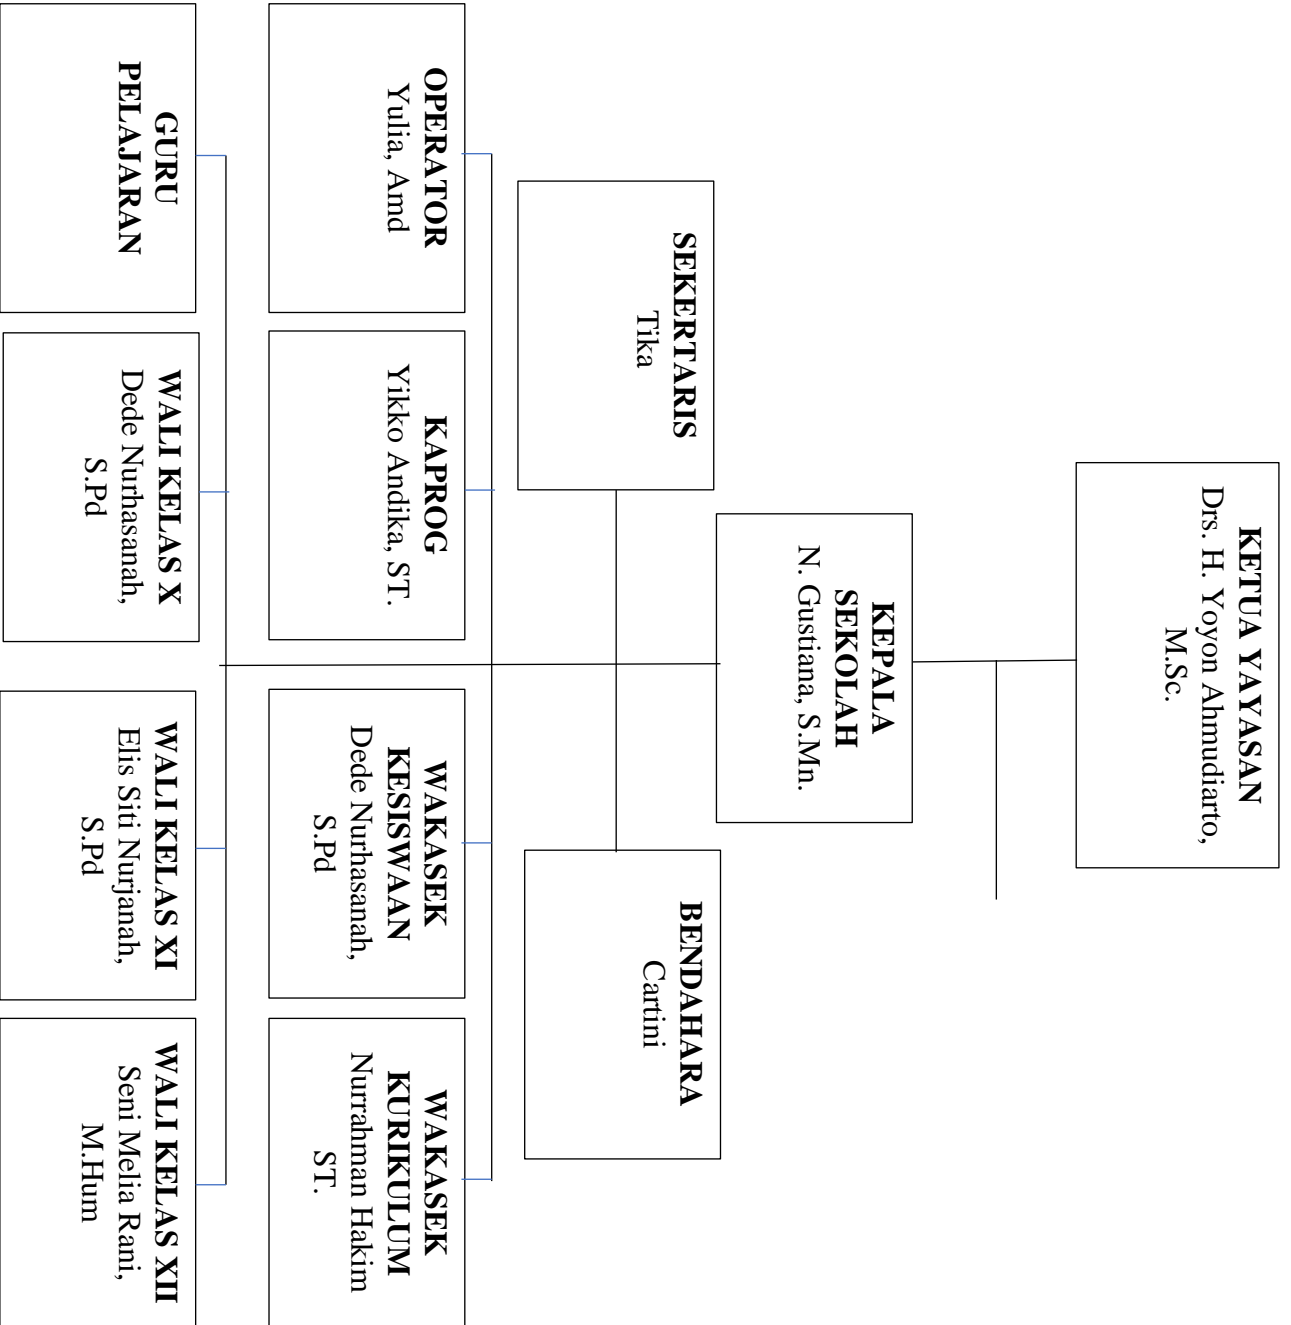 KETUA YAYASAN
Drs. H. Yoyon Ahmudiarto,
M.Sc.
KEPALA
SEKOLAH
N. Gustiana, S.Mn.
SEKERTARIS
Tika
BENDAHARA
Cartini
OPERATOR
Yulia, Amd
KAPROG
Yikko Andika, ST.
WAKASEK
KESISWAAN
Dede Nurhasanah,
S.Pd
WAKASEK
KURIKULUM
Nurrahman Hakim
ST.
GURU
PELAJARAN
WALI KELAS X
Dede Nurhasanah,
S.Pd
WALI KELAS XI
Elis Siti Nurjanah,
S.Pd
WALI KELAS XII
Seni Melia Rani,
M.Hum